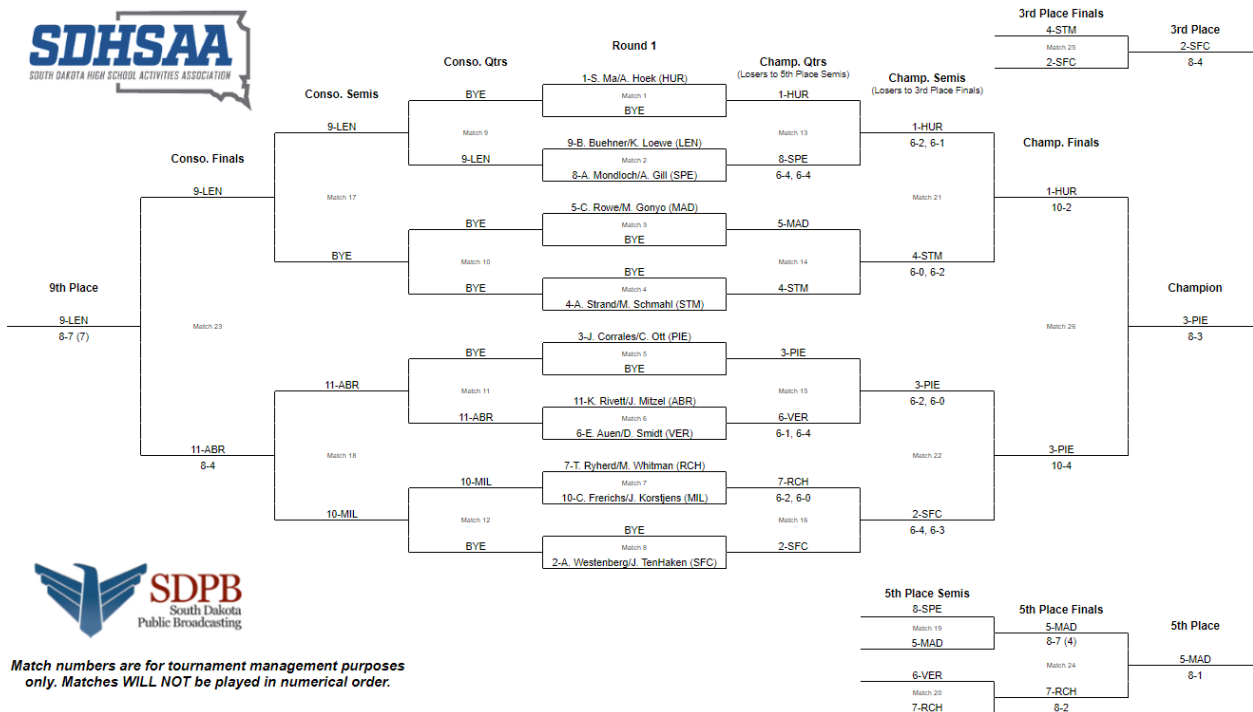 SDHSAA
SOUTH DAKOTA HIGH SCHOOL ACTIVITIES ASSOCIATION
3rd Place Finals
4-STM
Match 25
2-SFC
3rd Place
2-SFC
8-4
Round 1
1-S. Ma/A. Hoek (HUR)
Match 1
BYE
9-B. Buehner/K. Loewe (LEN)
Match 2
8-A. Mondloch/A. Gill (SPE)
5-C. Rowe/M. Gonyo (MAD)
Match 3
BYE
BYE
Match 4
4-A. Strand/M. Schmahl (STM)
3-J. Corrales/C. Ott (PIE)
Match 5
BYE
11-K. Rivett/J. Mitzel (ABR)
Match 6
6-E. Auen/D. Smidt (VER)
7-T. Ryherd/M. Whitman (RCH)
Match 7
10-C. Frerichs/J. Korstjens (MIL)
BYE
Match 8
2-A. Westenberg/J. TenHaken (SFC)
Conso. Qtrs
BYE
Match 9
9-LEN
BYE
Match 10
BYE
BYE
Match 11
11-ABR
10-MIL
Match 12
BYE
Conso. Semis
9-LEN
Match 17
BYE
11-ABR
Match 18
10-MIL
Conso. Finals
9-LEN
Match 23
11-ABR
8-4
9th Place
9-LEN
8-7 (7)
Champ. Qtrs
(Losers to 5th Place Semis)
1-HUR
Match 13
8-SPE
6-4, 6-4
5-MAD
Match 14
4-STM
3-PIE
Match 15
6-VER
6-1, 6-4
7-RCH
6-2, 6-0
Match 16
2-SFC
Champ. Semis
(Losers to 3rd Place Finals)
1-HUR
6-2, 6-1
Match 21
4-STM
6-0, 6-2
3-PIE
6-2, 6-0
Match 22
2-SFC
6-4, 6-3
Champ. Finals
1-HUR
10-2
Match 26
3-PIE
10-4
Champion
3-PIE
8-3
SDPB
South Dakota
Public Broadcasting
Match numbers are for tournament management purposes
only. Matches WILL NOT be played in numerical order.
5th Place Semis
8-SPE
Match 19
5-MAD
6-VER
Match 20
7-RCH
5th Place Finals
5-MAD
8-7 (4)
Match 24
7-RCH
8-2
5th Place
5-MAD
8-1